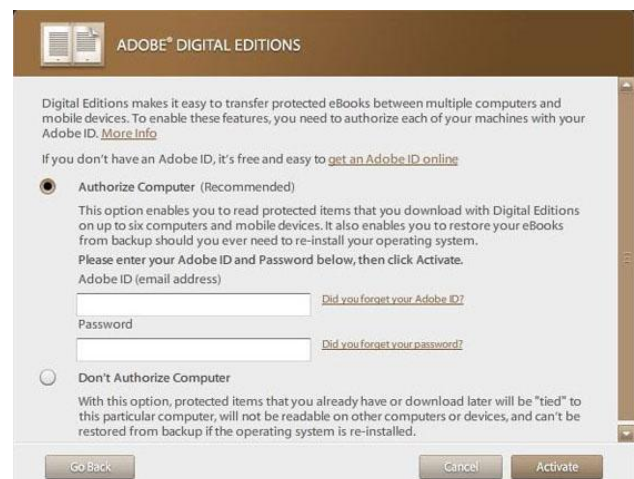 ADOBE® DIGITAL EDITIONS
Digital Editions makes it easy to transfer protected eBooks between multiple computers and
mobile devices. To enable these features, you need to authorize each of your machines with your
Adobe ID. More Info
If you don't have an Adobe ID, it's free and easy to get an Adobe ID online
Authorize Computer (Recommended)
This option enables you to read protected items that you download with Digital Editions
on up to six computers and mobile devices. It also enables you to restore your eBooks
from backup should you ever need to re-install your operating system.
Please enter your Adobe ID and Password below, then click Activate.
Adobe ID (email address)
Did you forget your Adobe ID?
Password
Did you forget your password?
Don't Authorize Computer
With this option, protected items that you already have or download later will be "tied" to
this particular computer, will not be readable on other computers or devices, and can't be
restored from backup if the operating system is re-installed.
Go Back Cancel Activate